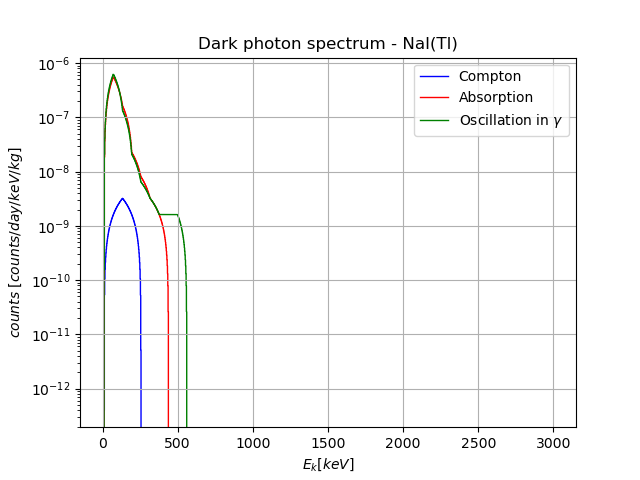 Dark photon spectrum - NaI(Tl)
Compton
Absorption
Oscillation in γ
counts [counts/day/keV/kg]
10⁻⁶
10⁻⁷
10⁻⁸
10⁻⁹
10⁻¹⁰
10⁻¹¹
10⁻¹²
0 500 1000 1500 2000 2500 3000
E_k[keV]